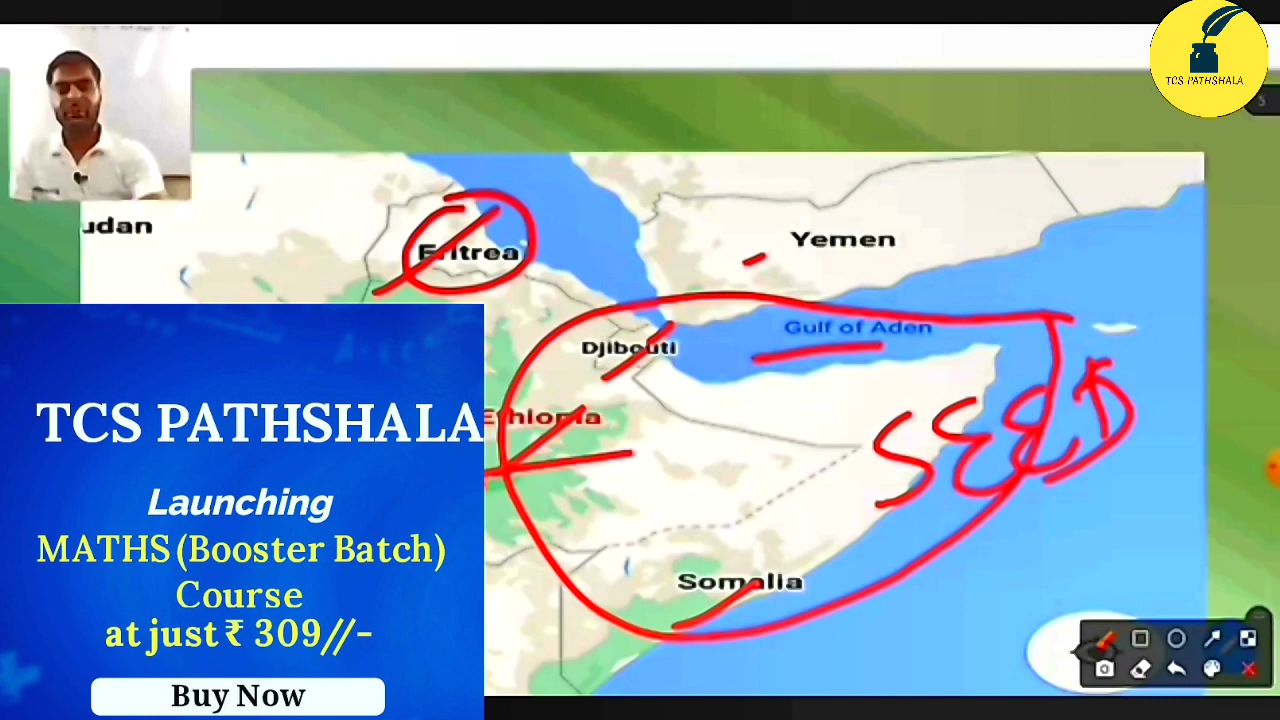 TCS PATHSHALA
udan
Eritrea
Yemen
Gulf of Aden
Djibouti
Ethiopia
SEED
Somalia
TCS PATHSHALA
Launching
MATHS (Booster Batch)
Course
at just ₹ 309//-
Buy Now